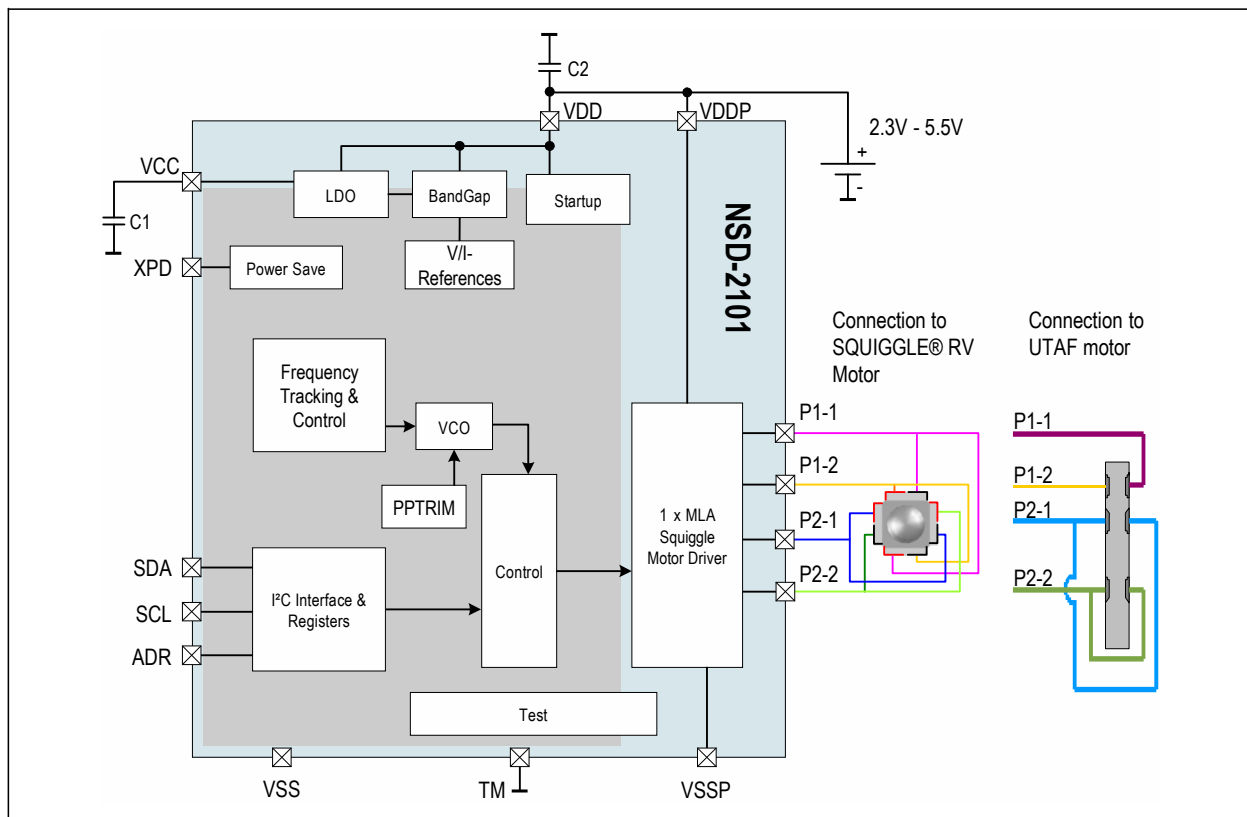 C2
VDD
VDDP
2.3V - 5.5V
+
-
VCC
C1
LDO
BandGap
Startup
V/I-
References
XPD
Power Save
NSD-2101
Connection to
SQUIGGLE® RV
Motor
Connection to
UTAF motor
Frequency
Tracking &
Control
VCO
PPTRIM
Control
1 x MLA
Squiggle
Motor Driver
P1-1
P1-2
P2-1
P2-2
P1-1
P1-2
P2-1
P2-2
SDA
SCL
ADR
I²C Interface &
Registers
Test
VSS
TM
VSSP